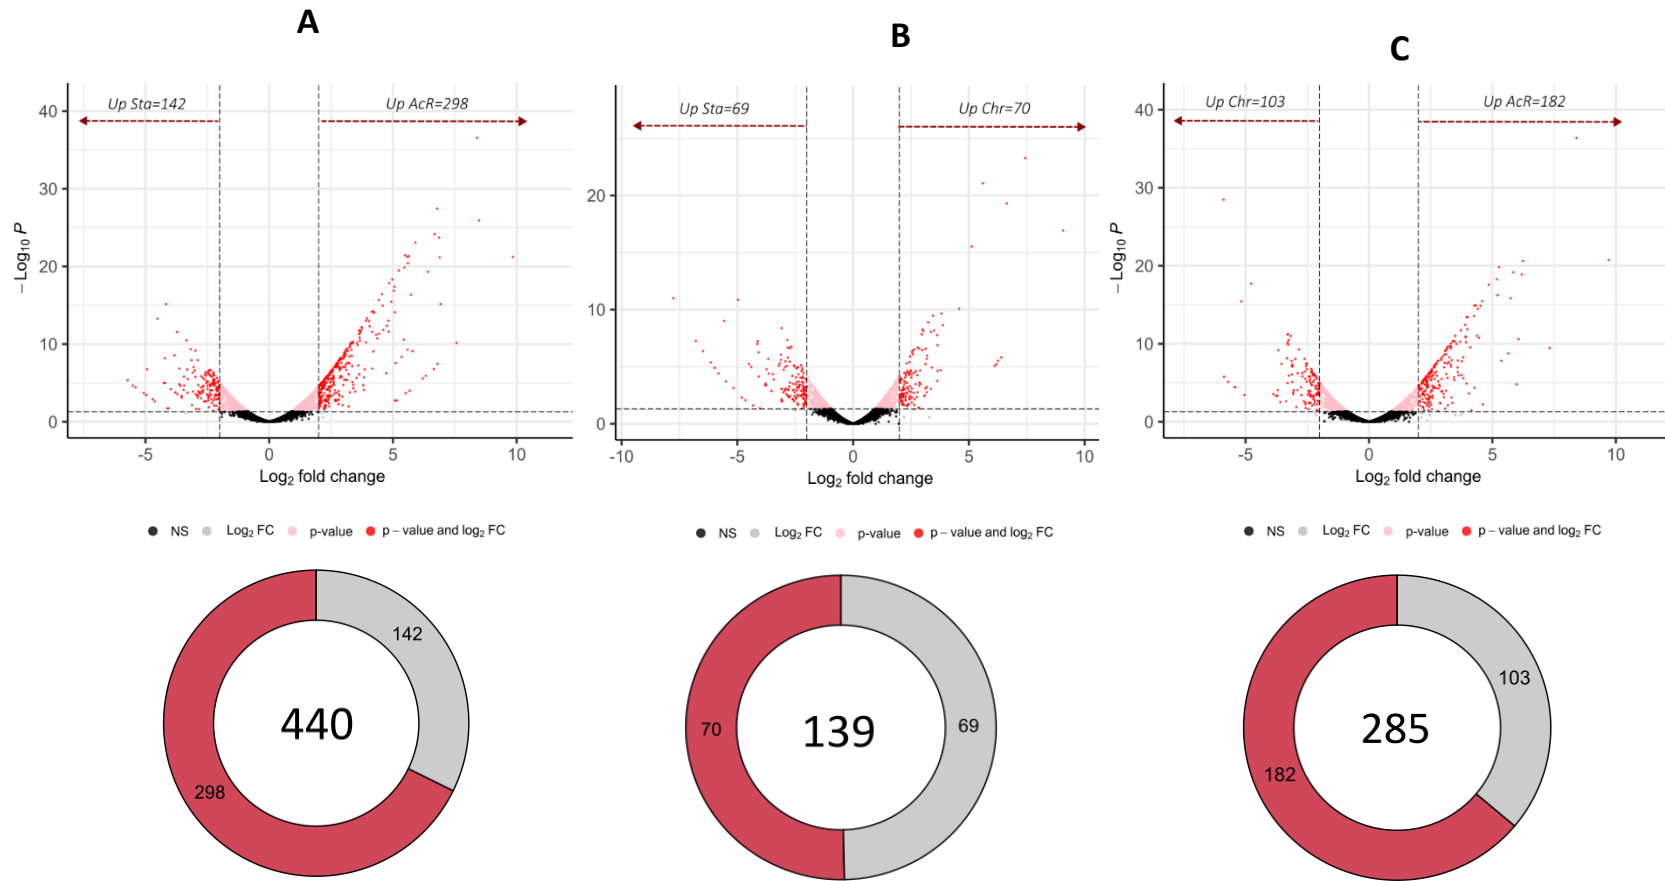 A
Up Sta=142
Up AcR=298
40
30
20
10
0
− Log10 P
-5
0
5
10
Log2 fold change
NS
Log2 FC
p-value
p − value and log2 FC
142
298
440
B
Up Sta=69
Up Chr=70
20
10
0
-10
-5
0
5
10
Log2 fold change
NS
Log2 FC
p-value
p − value and log2 FC
70
69
139
C
Up Chr=103
Up AcR=182
40
30
20
10
0
− Log10 P
-5
0
5
10
Log2 fold change
NS
Log2 FC
p-value
p − value and log2 FC
103
182
285